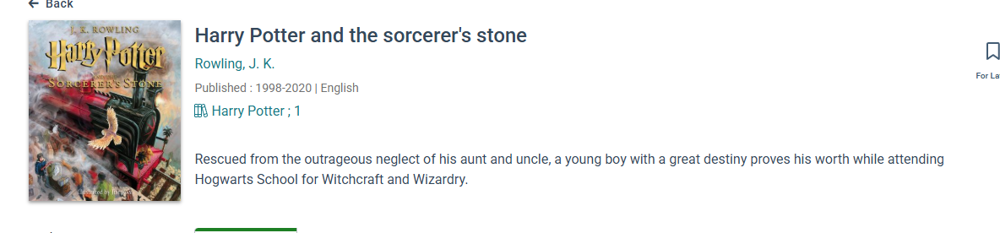 Back
J. K. ROWLING
Harry Potter
AND THE
SORCERER'S STONE
Illustrated by
Harry Potter and the sorcerer's stone
Rowling, J. K.
Published : 1998-2020 | English
Harry Potter ; 1
For La
Rescued from the outrageous neglect of his aunt and uncle, a young boy with a great destiny proves his worth while attending
Hogwarts School for Witchcraft and Wizardry.